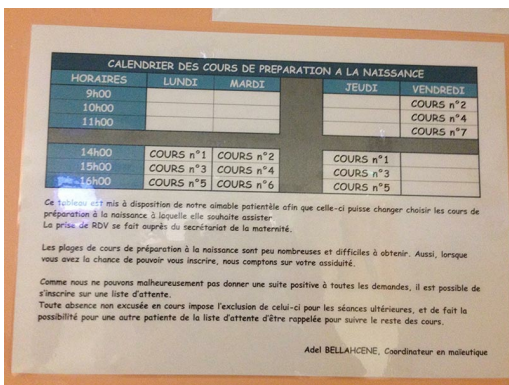 CALENDRIER DES COURS DE PREPARATION A LA NAISSANCE
HORAIRES LUNDI MARDI JEUDI VENDREDI
9h00 COURS n°2
10h00 COURS n°4
11h00 COURS n°7
14h00 COURS n°1 COURS n°2 COURS n°1
15h00 COURS n°3 COURS n°4 COURS n°3
16h00 COURS n°5 COURS n°6 COURS n°5
Ce tableau est mis à disposition de notre aimable patientèle afin que celle-ci puisse changer choisir les cours de
préparation à la naissance à laquelle elle souhaite assister
La prise de RDV se fait auprès du secrétariat de la maternité.
Les plages de cours de préparation à la naissance sont peu nombreuses et difficiles à obtenir. Aussi, lorsque
vous avez la chance de pouvoir vous inscrire, nous comptons sur votre assiduité.
Comme nous ne pouvons malheureusement pas donner une suite positive à toutes les demandes, il est possible de
s'inscrire sur une liste d'attente.
Toute absence non excusée en cours impose l'exclusion de celui-ci pour les séances ultérieures, et de fait la
possibilité pour une autre patiente de la liste d'attente d'être rappelée pour suivre le reste des cours.
Adel BELLAHCENE, Coordinateur en maïeutique